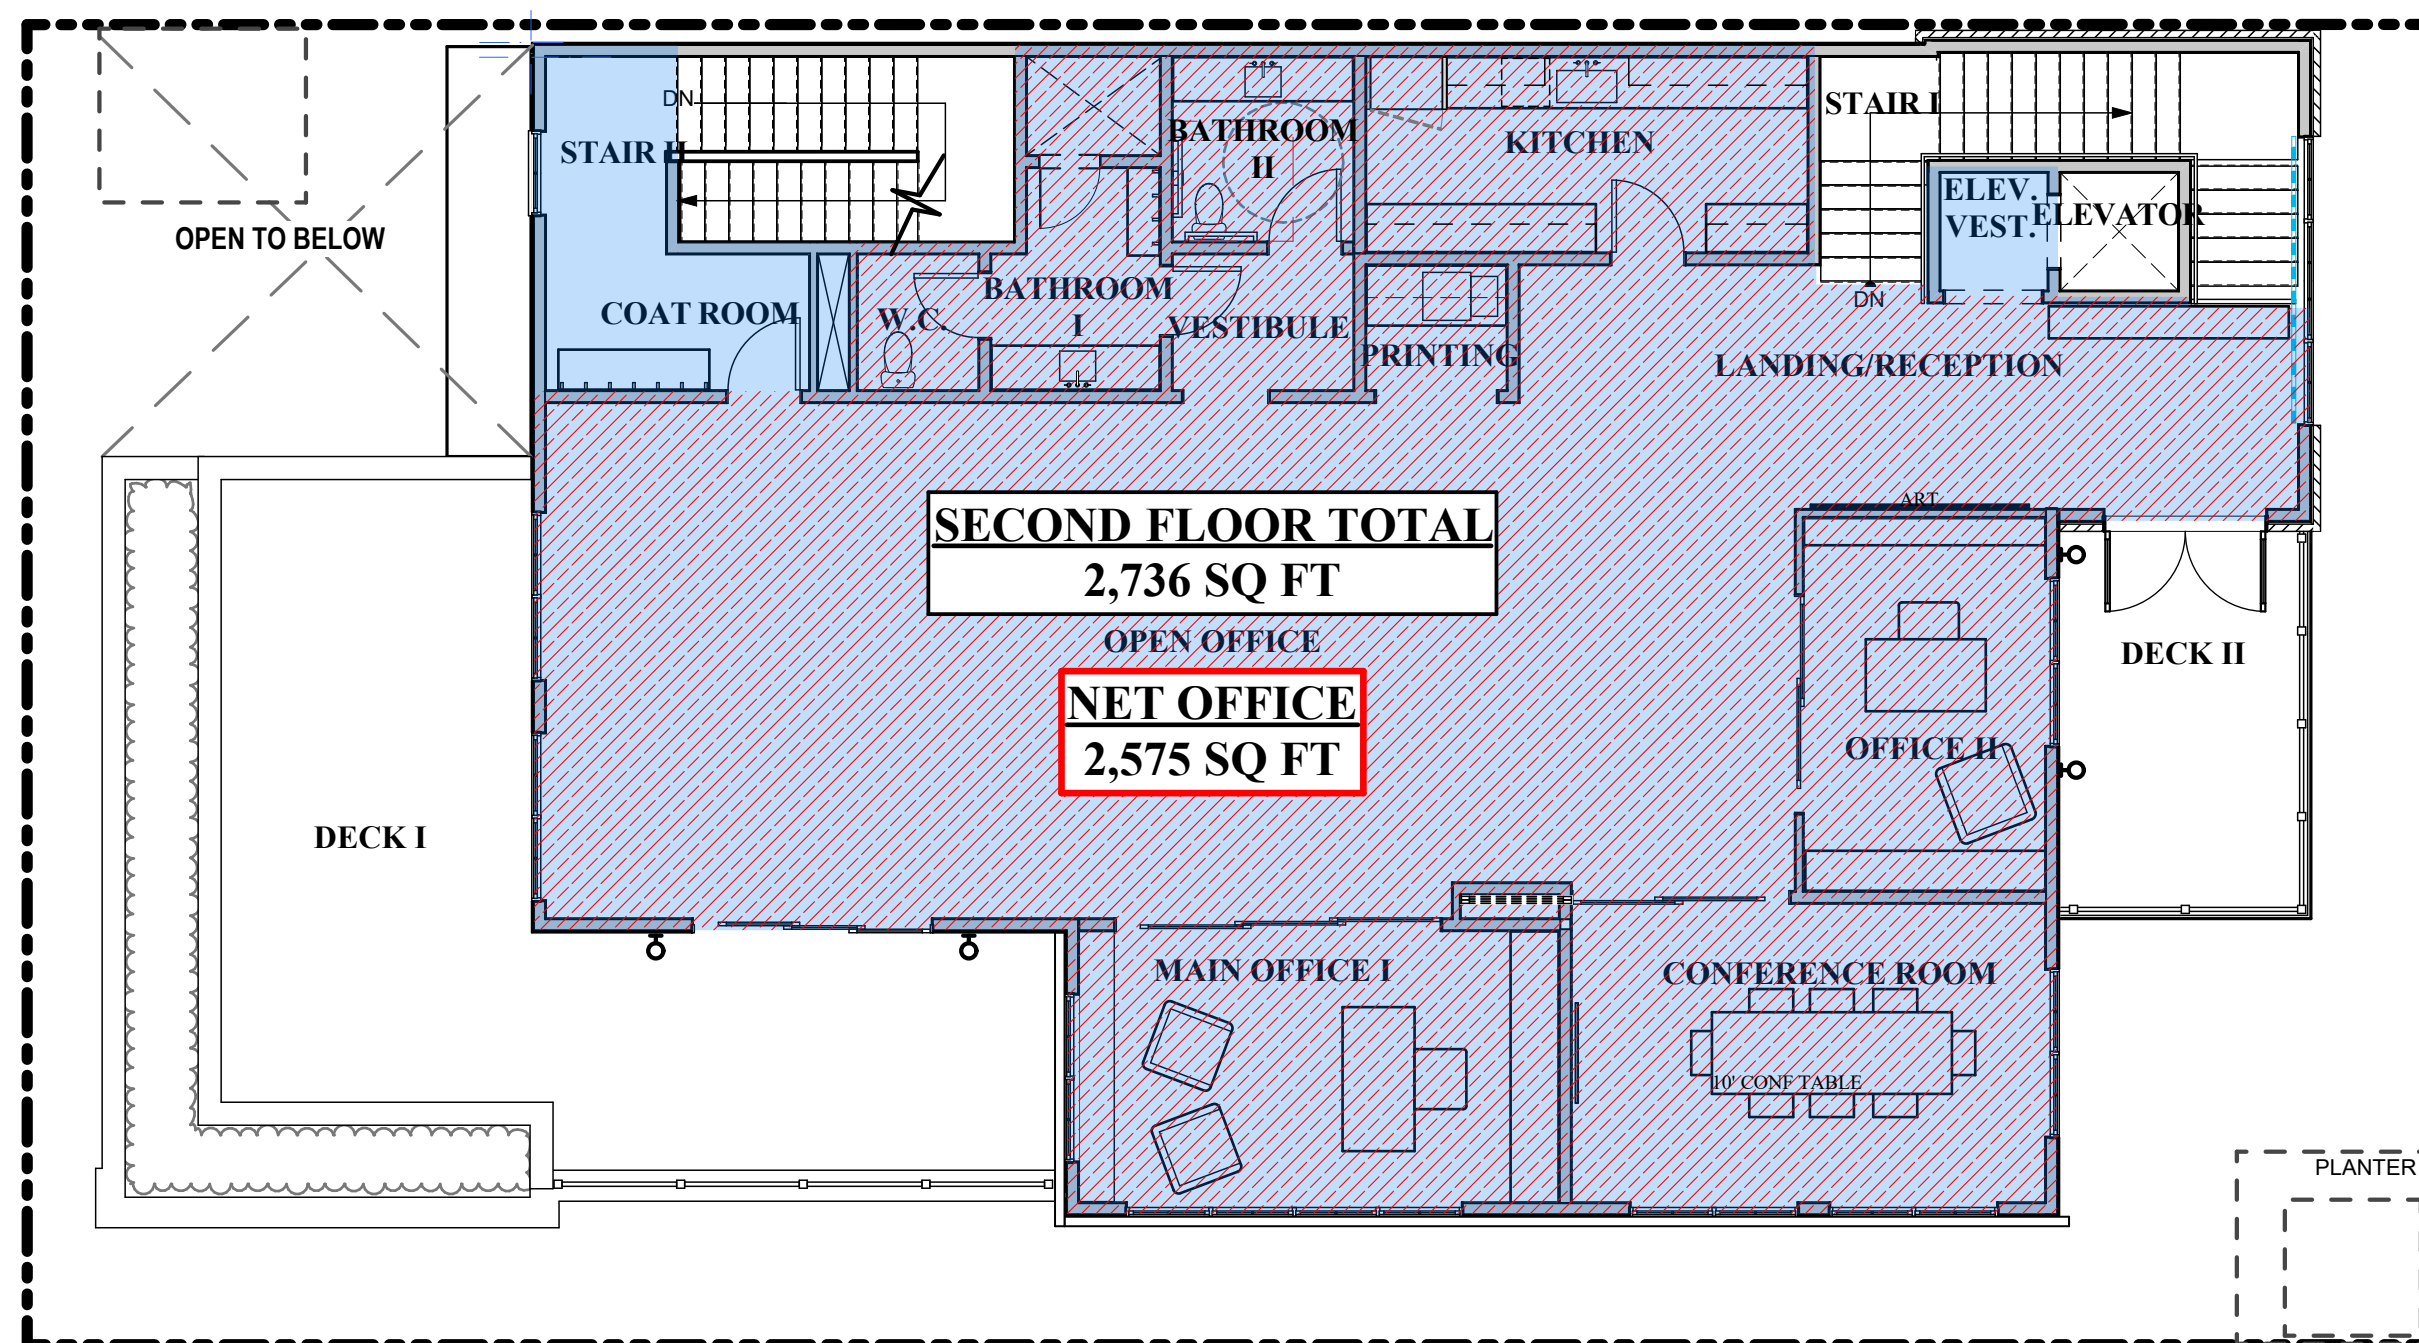 DN
STAIR I
STAIR II
BATHROOM
II
KITCHEN
ELEV.
VEST.
ELEVATOR
OPEN TO BELOW
BATHROOM
I
COAT ROOM
W.C.
VESTIBULE
DN
PRINTING
LANDING/RECEPTION
ART
SECOND FLOOR TOTAL
2,736 SQ FT
OPEN OFFICE
DECK II
NET OFFICE
2,575 SQ FT
OFFICE II
DECK I
MAIN OFFICE I
CONFERENCE ROOM
10' CONF TABLE
PLANTER